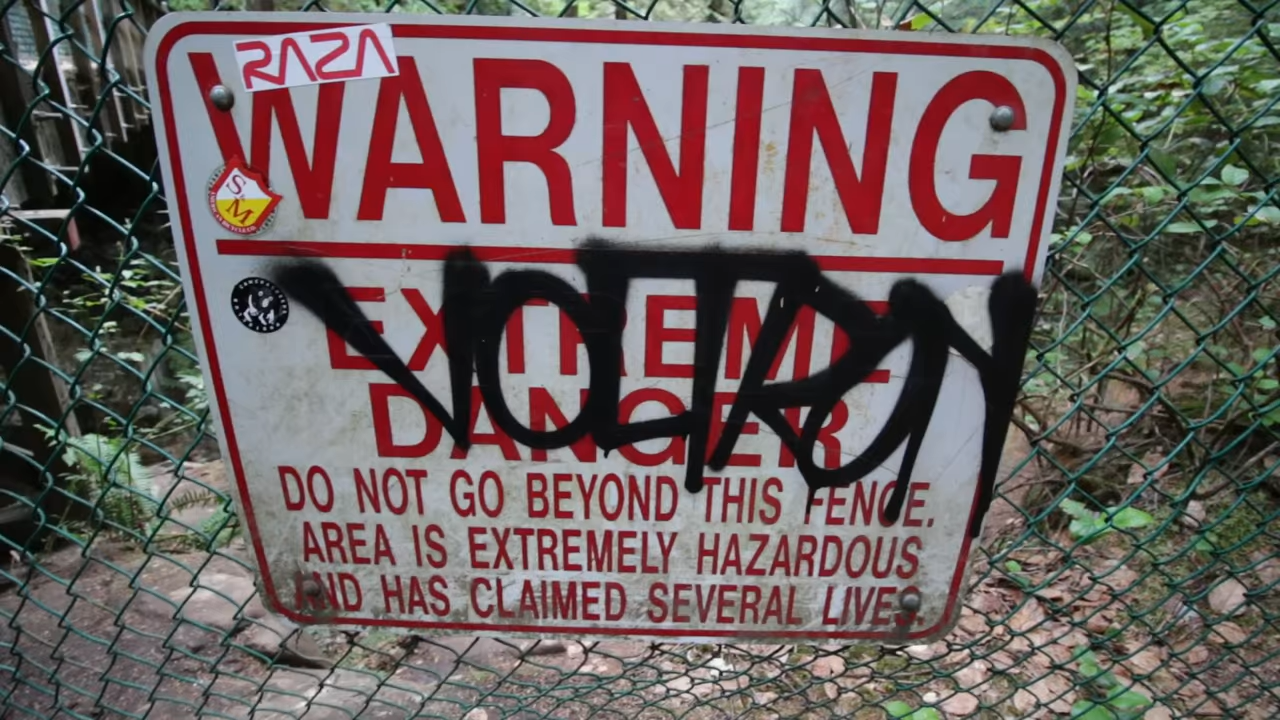 RAZA
WARNING
S
M
EXTREME
DANGER
VOLTRON
DO NOT GO BEYOND THIS FENCE.
AREA IS EXTREMELY HAZARDOUS
AND HAS CLAIMED SEVERAL LIVES.